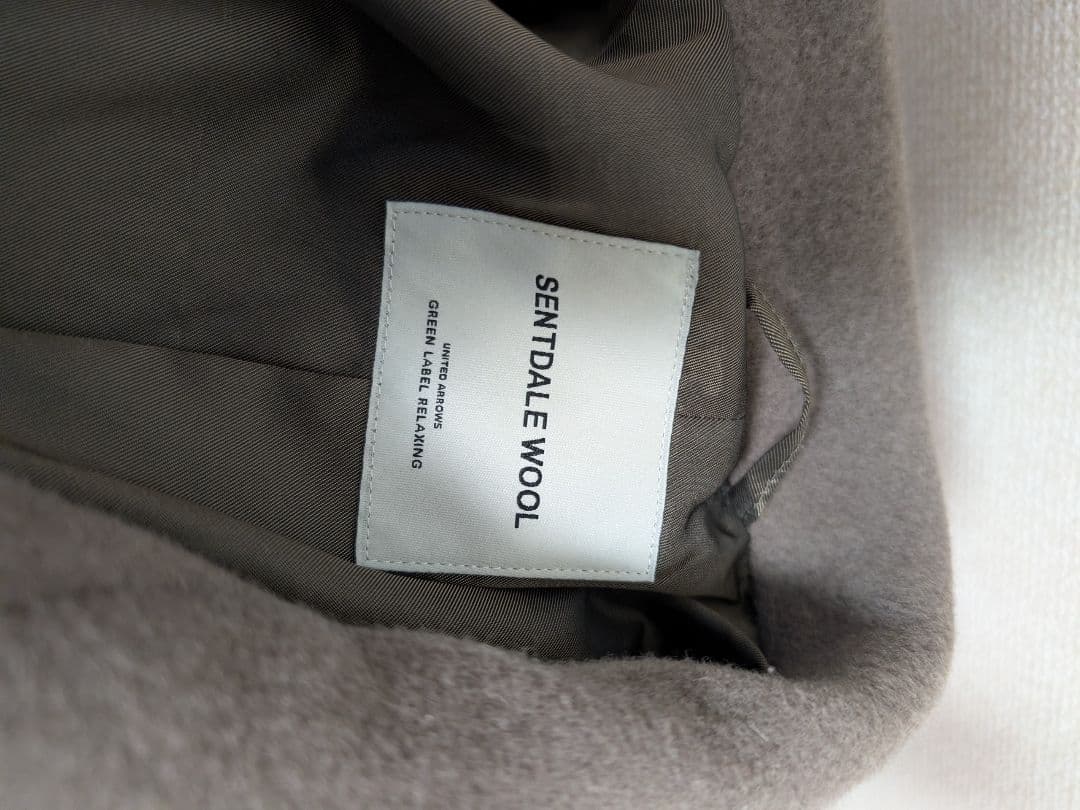 SENTDALE WOOL
UNITED ARROWS
GREEN LABEL RELAXING